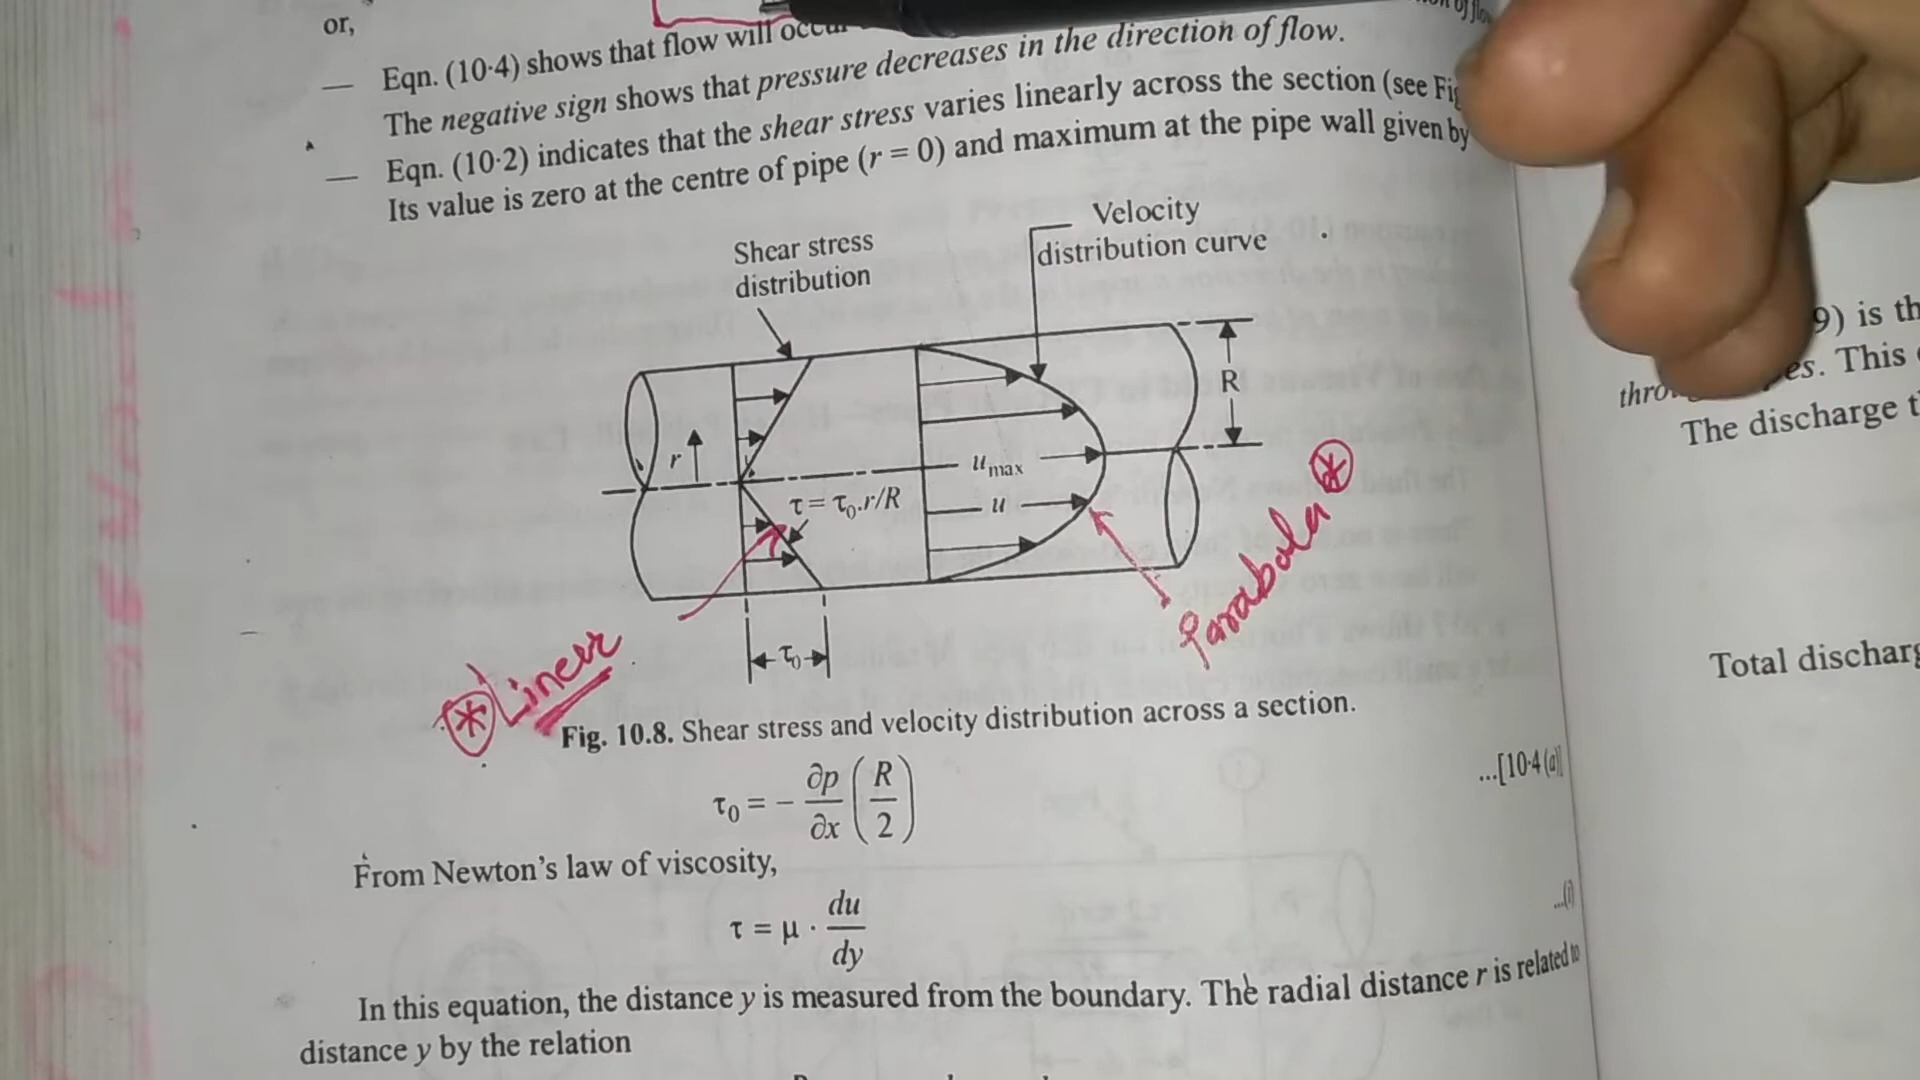 or,
— Eqn. (10·4) shows that flow will occur
The negative sign shows that pressure decreases in the direction of flow.
— Eqn. (10·2) indicates that the shear stress varies linearly across the section (see Fig
Its value is zero at the centre of pipe (r = 0) and maximum at the pipe wall given by
Shear stress
distribution
Velocity
distribution curve
R
r
u max
τ = τ0.r/R
u
τ0
Linear
Parabola
Fig. 10.8. Shear stress and velocity distribution across a section.
τ0 = − ∂p/∂x (R/2) ...[10·4(a)]
From Newton's law of viscosity,
τ = μ · du/dy ...(i)
In this equation, the distance y is measured from the boundary. The radial distance r is related to
distance y by the relation
9) is th
thro es. This
The discharge t
Total discharg